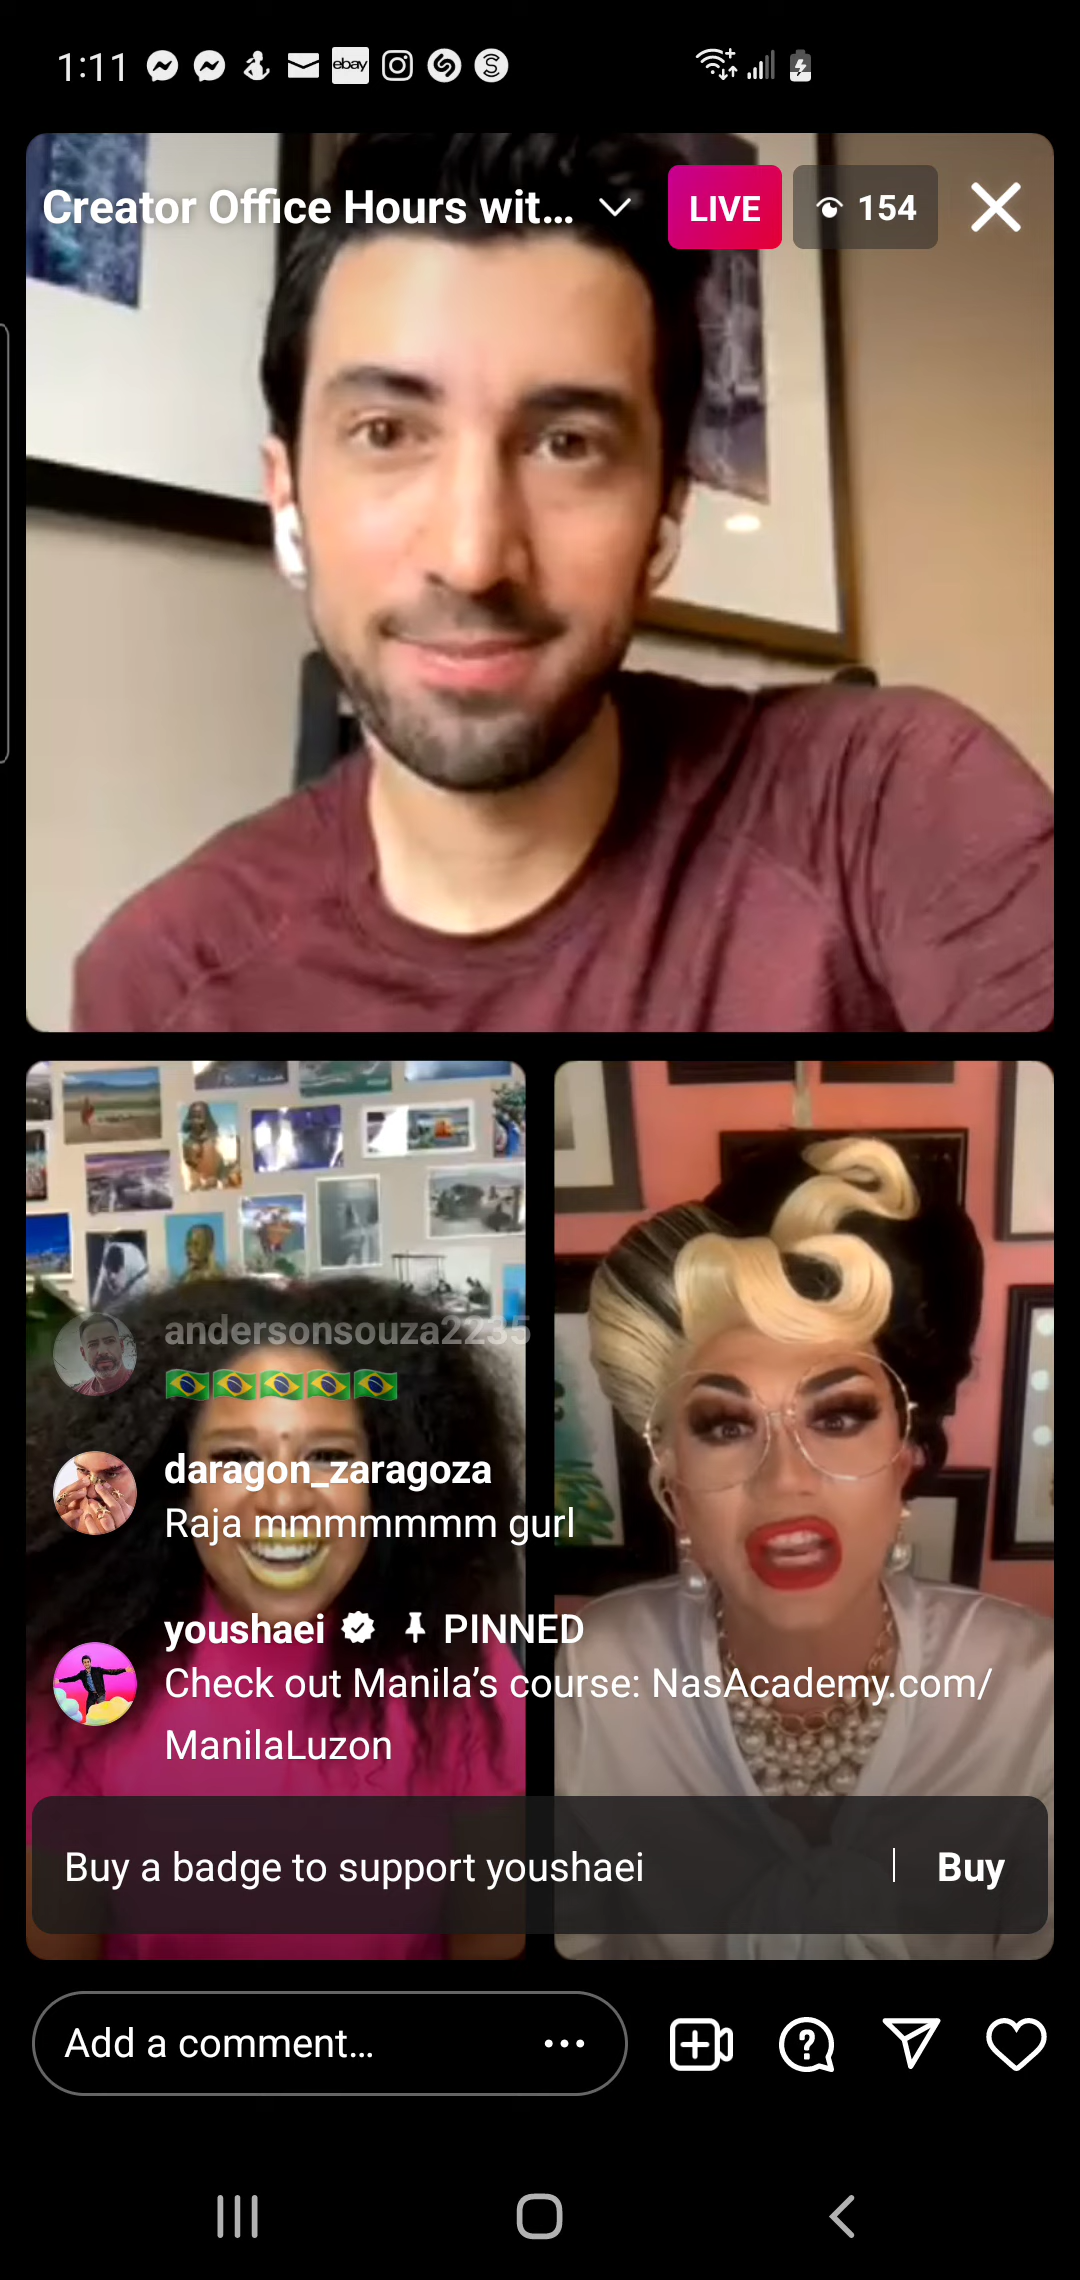 1:11
ebay
Creator Office Hours wit...
LIVE
154
andersonsouza2235
🇧🇷🇧🇷🇧🇷🇧🇷🇧🇷
daragon_zaragoza
Raja mmmmmmm gurl
youshaei PINNED
Check out Manila’s course: NasAcademy.com/
ManilaLuzon
Buy a badge to support youshaei | Buy
Add a comment...